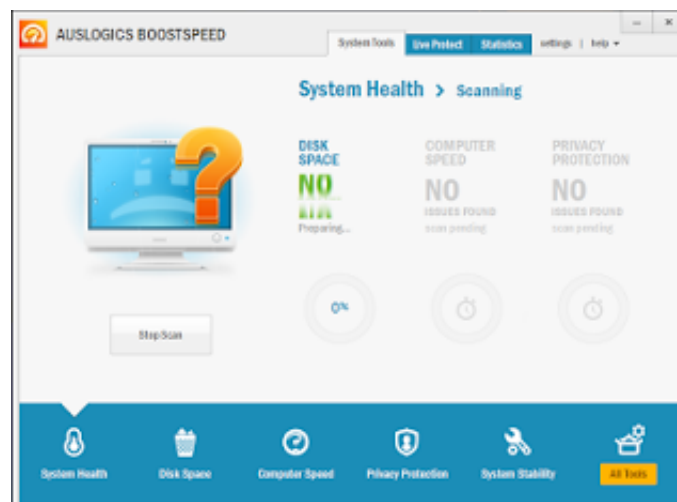 AUSLOGICS BOOSTSPEED
System Tools
Live Protect
Statistics
settings | help
System Health > Scanning
DISK
SPACE
NO
Preparing...
COMPUTER
SPEED
NO
ISSUES FOUND
scan pending
PRIVACY
PROTECTION
NO
ISSUES FOUND
scan pending
0%
Stop Scan
System Health
Disk Space
Computer Speed
Privacy Protection
System Stability
All Tools